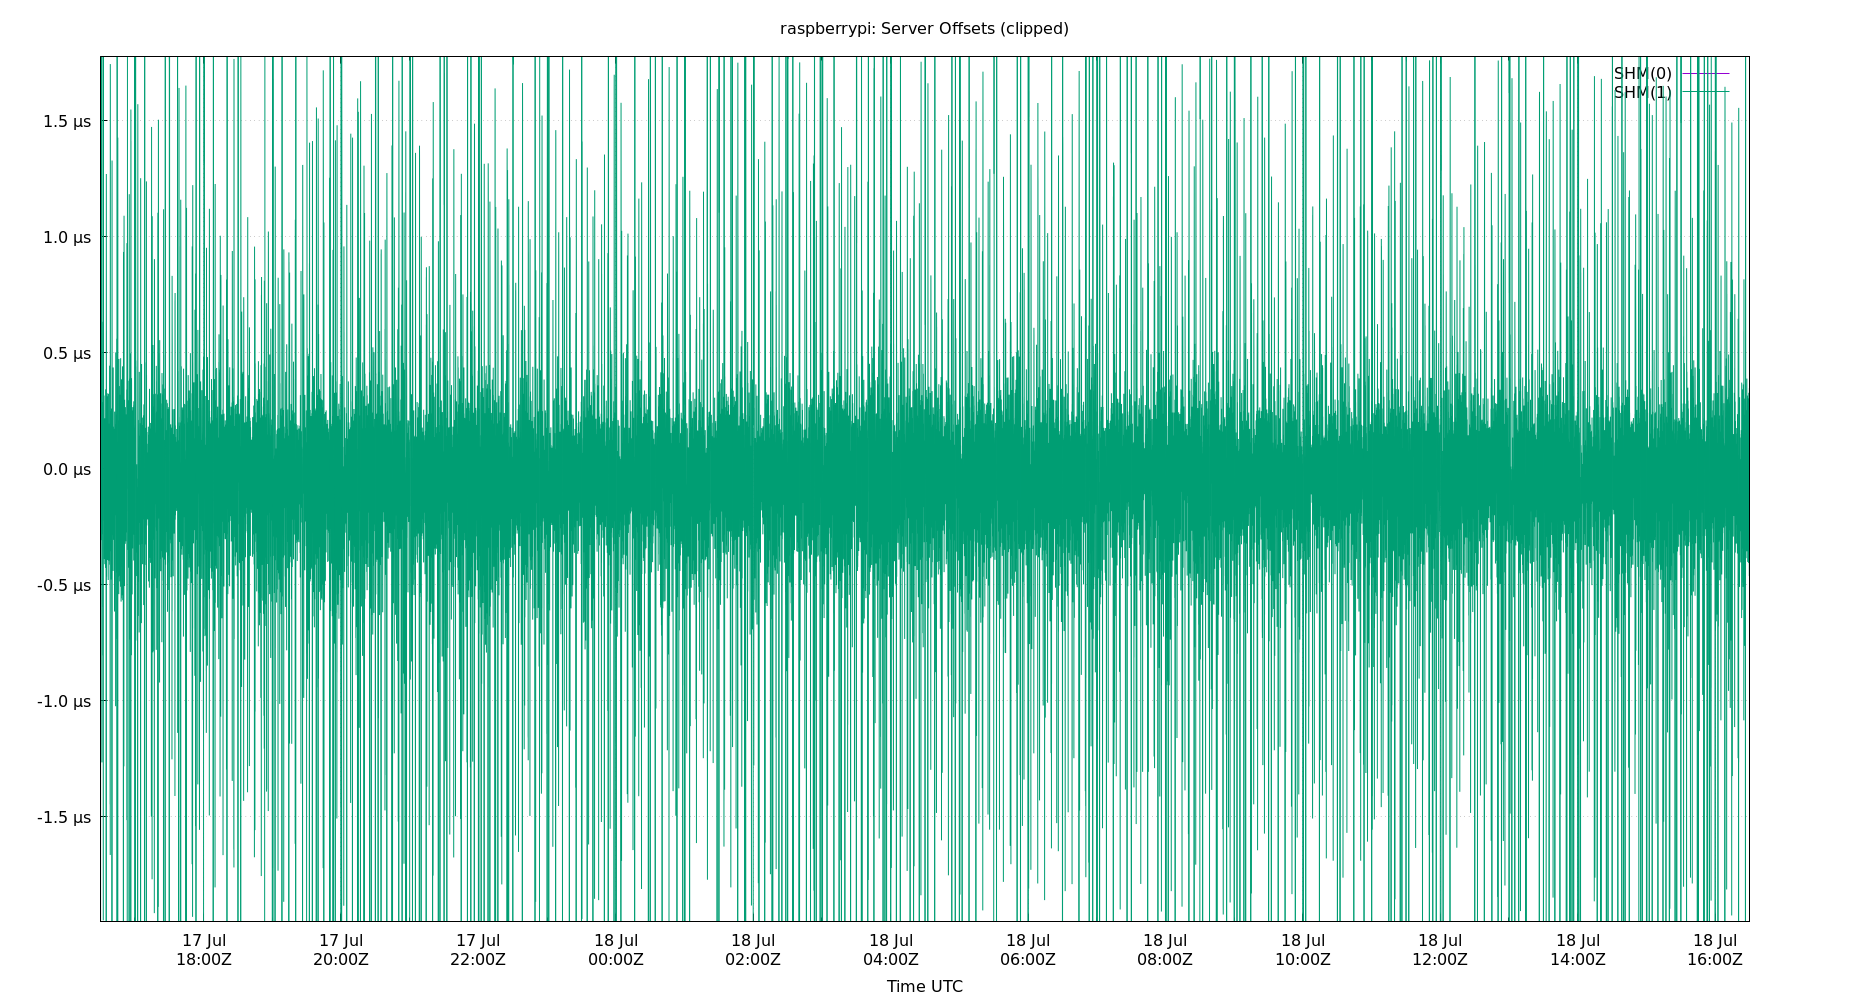 raspberrypi: Server Offsets (clipped)
SHM(0)
SHM(1)
1.5 µs
1.0 µs
0.5 µs
0.0 µs
-0.5 µs
-1.0 µs
-1.5 µs
17 Jul 17 Jul 17 Jul 18 Jul 18 Jul 18 Jul 18 Jul 18 Jul 18 Jul 18 Jul 18 Jul 18 Jul
18:00Z 20:00Z 22:00Z 00:00Z 02:00Z 04:00Z 06:00Z 08:00Z 10:00Z 12:00Z 14:00Z 16:00Z
Time UTC